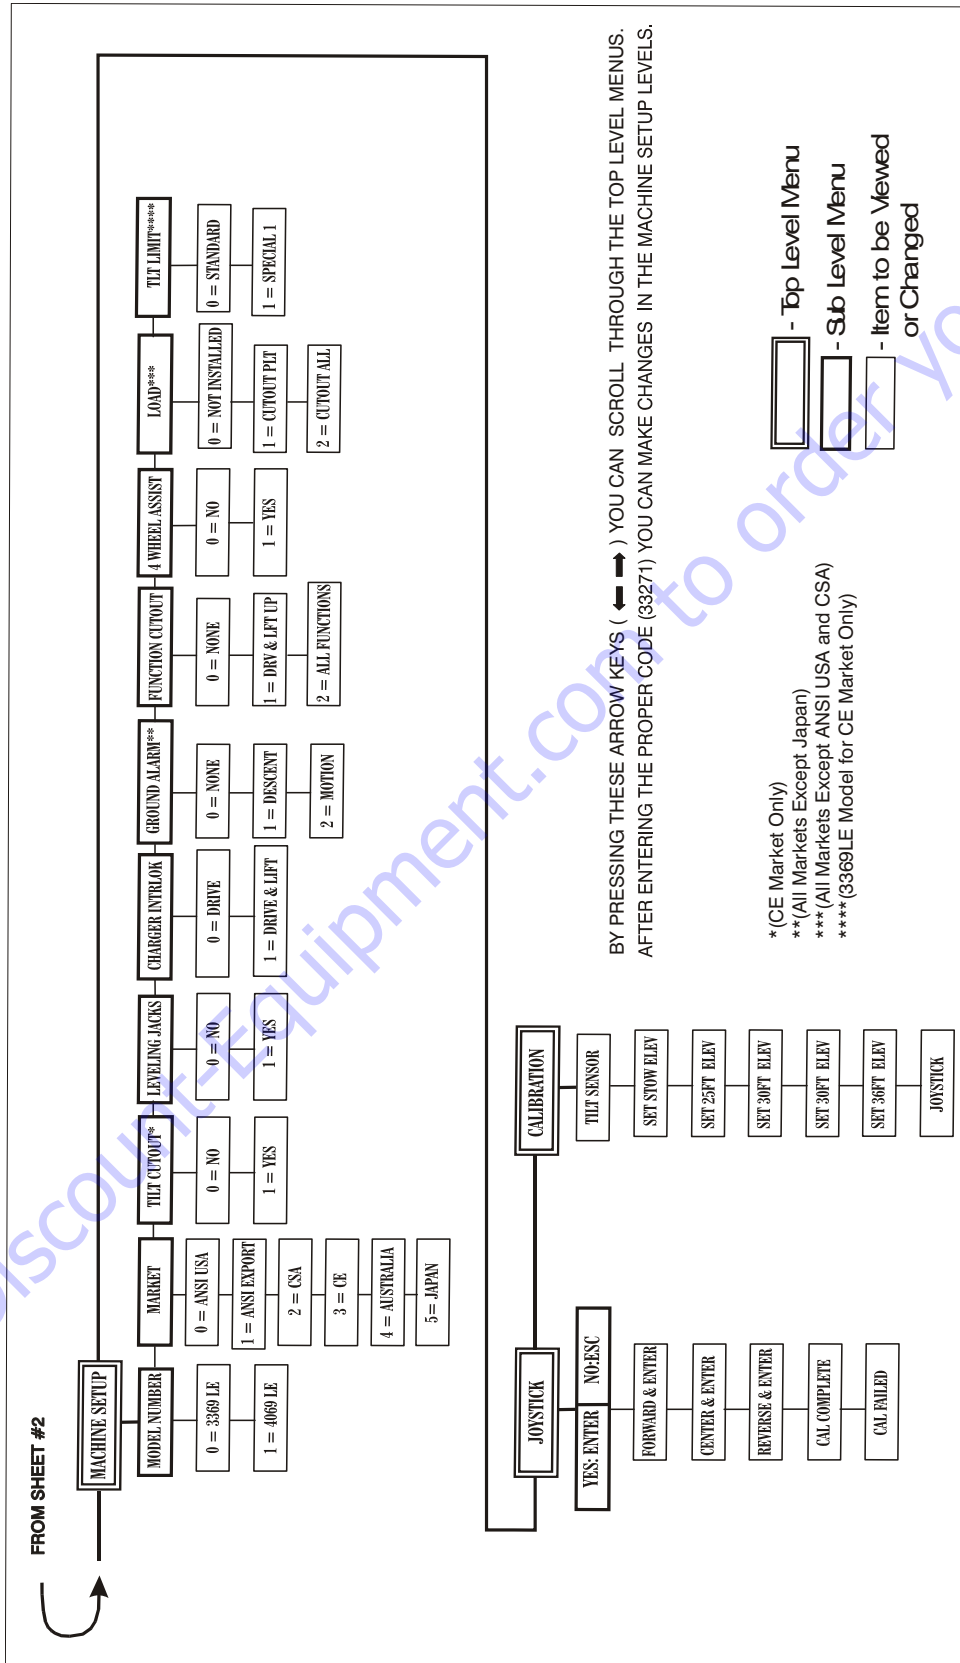 FROM SHEET #2
MACHINE SETUP
MODEL NUMBER
0 = 3369 LE
1 = 4069 LE
MARKET
0 = ANSI USA
1 = ANSI EXPORT
2 = CSA
3 = CE
4 = AUSTRALIA
5 = JAPAN
TILT CUTOUT*
0 = NO
1 = YES
LEVELING JACKS
0 = NO
1 = YES
CHARGER INTRLOK
0 = DRIVE
1 = DRIVE & LIFT
GROUND ALARM**
0 = NONE
1 = DESCENT
2 = MOTION
FUNCTION CUTOUT
0 = NONE
1 = DRV & LFT UP
2 = ALL FUNCTIONS
4 WHEEL ASSIST
0 = NO
1 = YES
LOAD***
0 = NOT INSTALLED
1 = CUTOUT PLT
2 = CUTOUT ALL
TLT LIMIT****
0 = STANDARD
1 = SPECIAL 1
JOYSTICK
YES: ENTER NO:ESC
FORWARD & ENTER
CENTER & ENTER
REVERSE & ENTER
CAL COMPLETE
CAL FAILED
CALIBRATION
TILT SENSOR
SET STOW ELEV
SET 25FT ELEV
SET 30FT ELEV
SET 30FT ELEV
SET 36FT ELEV
JOYSTICK
BY PRESSING THESE ARROW KEYS ( ← → ) YOU CAN SCROLL THROUGH THE TOP LEVEL MENUS.
AFTER ENTERING THE PROPER CODE (33271) YOU CAN MAKE CHANGES IN THE MACHINE SETUP LEVELS.
*(CE Market Only)
**(All Markets Except Japan)
***(All Markets Except ANSI USA and CSA)
****(3369LE Model for CE Market Only)
- Top Level Menu
- Sub Level Menu
- Item to be Viewed
or Changed
Discount-Equipment.com to order yo